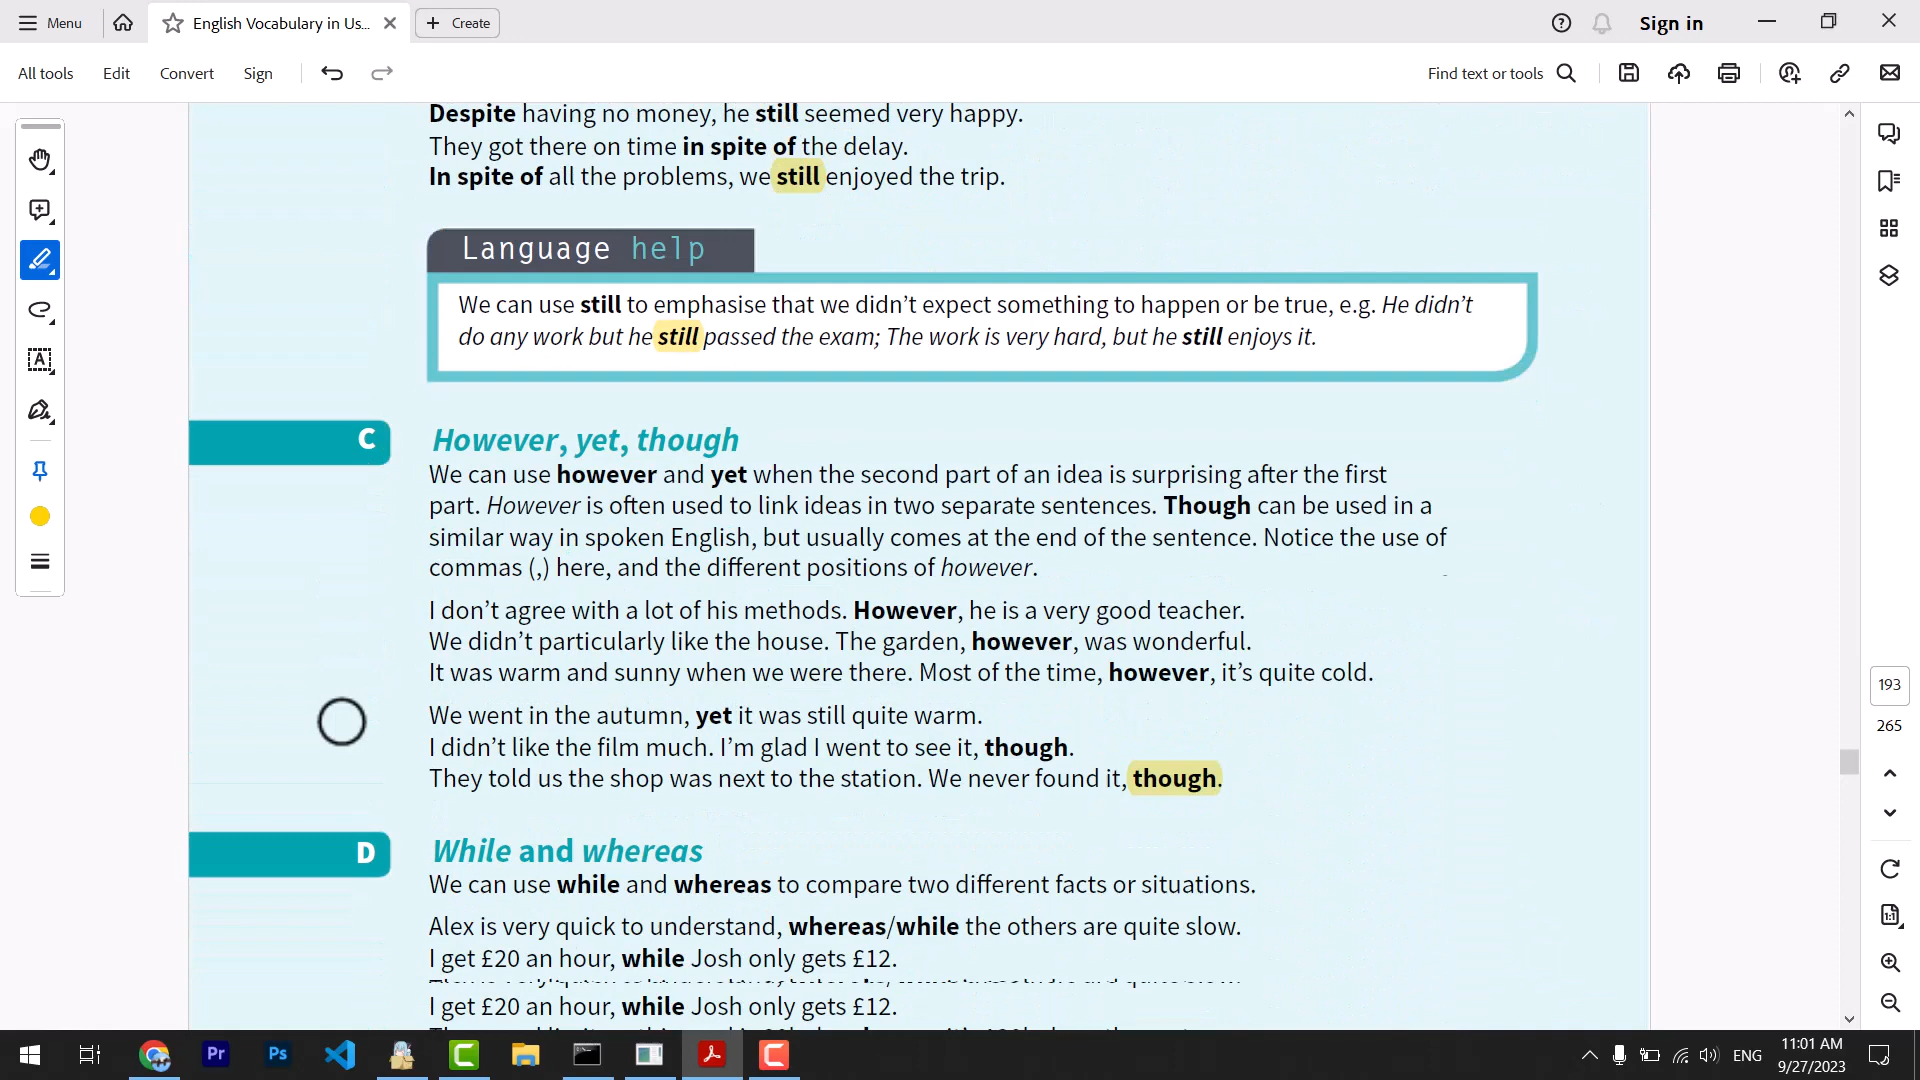 Menu
English Vocabulary in Us...
Create
Sign in
All tools
Edit
Convert
Sign
Find text or tools
Despite having no money, he still seemed very happy.
They got there on time in spite of the delay.
In spite of all the problems, we still enjoyed the trip.
Language help
We can use still to emphasise that we didn't expect something to happen or be true, e.g. He didn't
do any work but he still passed the exam; The work is very hard, but he still enjoys it.
C
However, yet, though
We can use however and yet when the second part of an idea is surprising after the first
part. However is often used to link ideas in two separate sentences. Though can be used in a
similar way in spoken English, but usually comes at the end of the sentence. Notice the use of
commas (,) here, and the different positions of however.
I don't agree with a lot of his methods. However, he is a very good teacher.
We didn't particularly like the house. The garden, however, was wonderful.
It was warm and sunny when we were there. Most of the time, however, it's quite cold.
We went in the autumn, yet it was still quite warm.
I didn't like the film much. I'm glad I went to see it, though.
They told us the shop was next to the station. We never found it, though.
193
265
D
While and whereas
We can use while and whereas to compare two different facts or situations.
Alex is very quick to understand, whereas/while the others are quite slow.
I get £20 an hour, while Josh only gets £12.
I get £20 an hour, while Josh only gets £12.
Pr
Ps
ENG
11:01 AM
9/27/2023